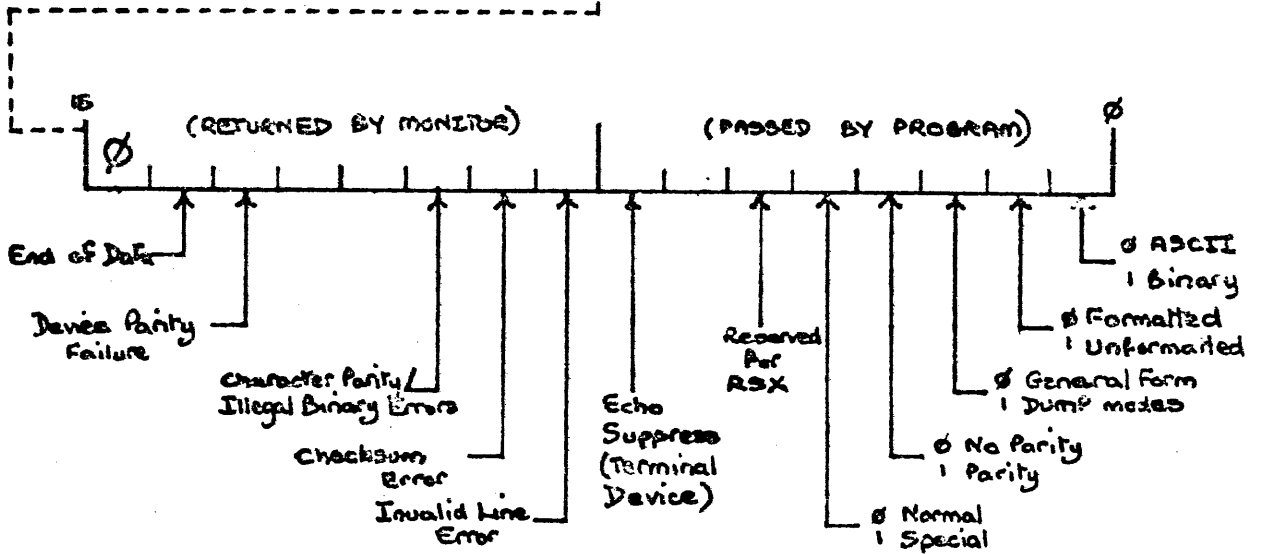 15
Ø
(RETURNED BY MONITOR)
(PASSED BY PROGRAM)
Ø
End of Data
Device Parity
Failure
Character Parity/
Illegal Binary Errors
Checksum
Error
Invalid Line
Error
Echo
Suppress
(Terminal
Device)
Reserved
For
RSX
Ø ASCII
1 Binary
Ø Formatted
1 Unformatted
Ø General Form
1 Dump modes
Ø No Parity
1 Parity
Ø Normal
1 Special